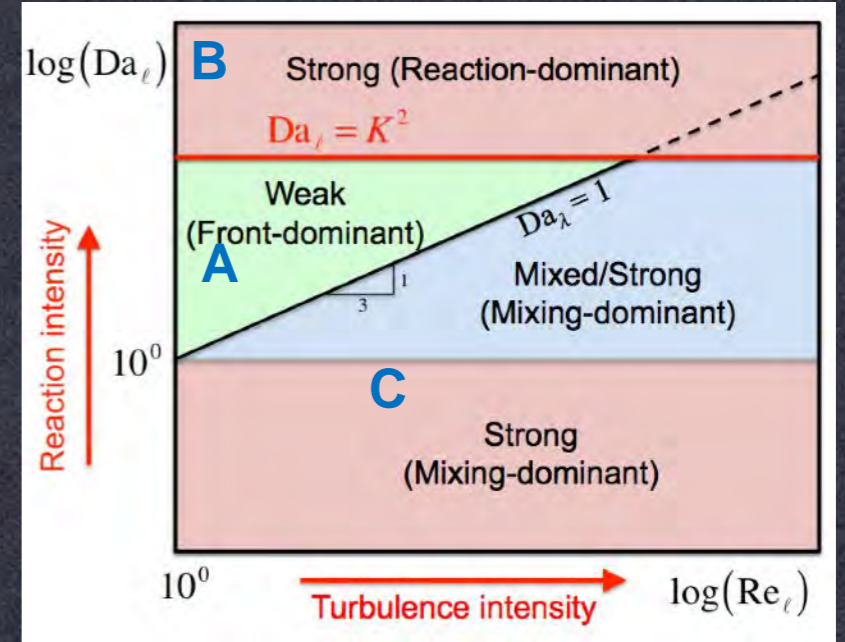 log(Da_ℓ)
B
Strong (Reaction-dominant)
Da_ℓ = K²
Weak
(Front-dominant)
A
Da_λ = 1
1
3
Mixed/Strong
(Mixing-dominant)
Reaction intensity
10⁰
C
Strong
(Mixing-dominant)
10⁰
Turbulence intensity
log(Re_ℓ)